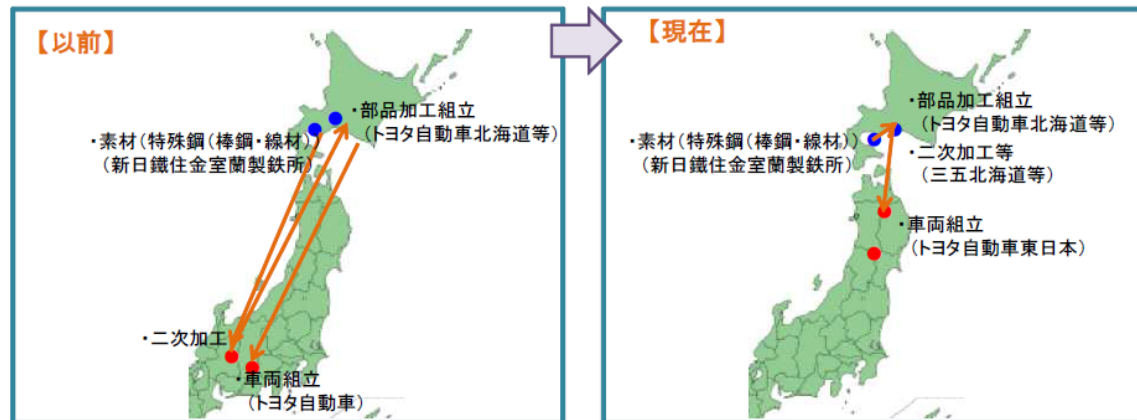 【以前】
・部品加工組立
(トヨタ自動車北海道等)
・素材(特殊鋼(棒鋼・線材))
(新日鐵住金室蘭製鉄所)
・二次加工
・車両組立
(トヨタ自動車)
【現在】
・部品加工組立
(トヨタ自動車北海道等)
・素材(特殊鋼(棒鋼・線材))
(新日鐵住金室蘭製鉄所)
・二次加工等
(三五北海道等)
・車両組立
(トヨタ自動車東日本)